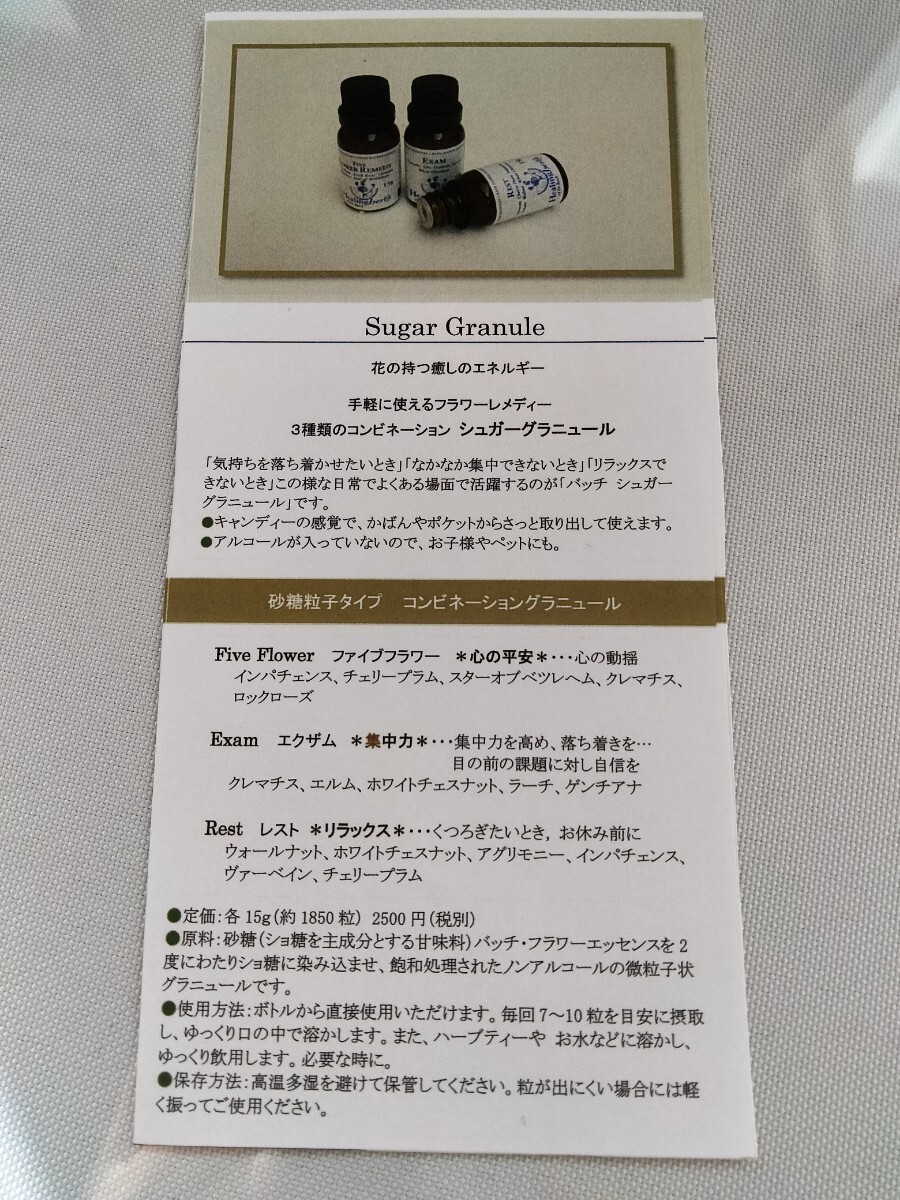 FIVE
FLOWER REMEDY
15g
EXAM
REST
Healingherbs
Sugar Granule
花の持つ癒しのエネルギー
手軽に使えるフラワーレメディー
3種類のコンビネーション シュガーグラニュール
「気持ちを落ち着かせたいとき」「なかなか集中できないとき」「リラックスで
きないとき」この様な日常でよくある場面で活躍するのが「バッチ シュガー
グラニュール」です。
●キャンディーの感覚で、かばんやポケットからさっと取り出して使えます。
●アルコールが入っていないので、お子様やペットにも。
砂糖粒子タイプ コンビネーショングラニュール
Five Flower ファイブフラワー ＊心の平安＊･･･心の動揺
インパチェンス、チェリープラム、スターオブベツレヘム、クレマチス、
ロックローズ
Exam エクザム ＊集中力＊･･･集中力を高め、落ち着きを…
目の前の課題に対し自信を
クレマチス、エルム、ホワイトチェスナット、ラーチ、ゲンチアナ
Rest レスト ＊リラックス＊･･･くつろぎたいとき, お休み前に
ウォールナット、ホワイトチェスナット、アグリモニー、インパチェンス、
ヴァーベイン、チェリープラム
●定価：各15g（約1850粒） 2500円（税別）
●原料：砂糖（ショ糖を主成分とする甘味料）バッチ・フラワーエッセンスを2
度にわたりショ糖に染み込ませ、飽和処理されたノンアルコールの微粒子状
グラニュールです。
●使用方法：ボトルから直接使用いただけます。毎回7～10粒を目安に摂取
し、ゆっくり口の中で溶かします。また、ハーブティーや お水などに溶かし、
ゆっくり飲用します。必要な時に。
●保存方法：高温多湿を避けて保管してください。粒が出にくい場合には軽
く振ってご使用ください。